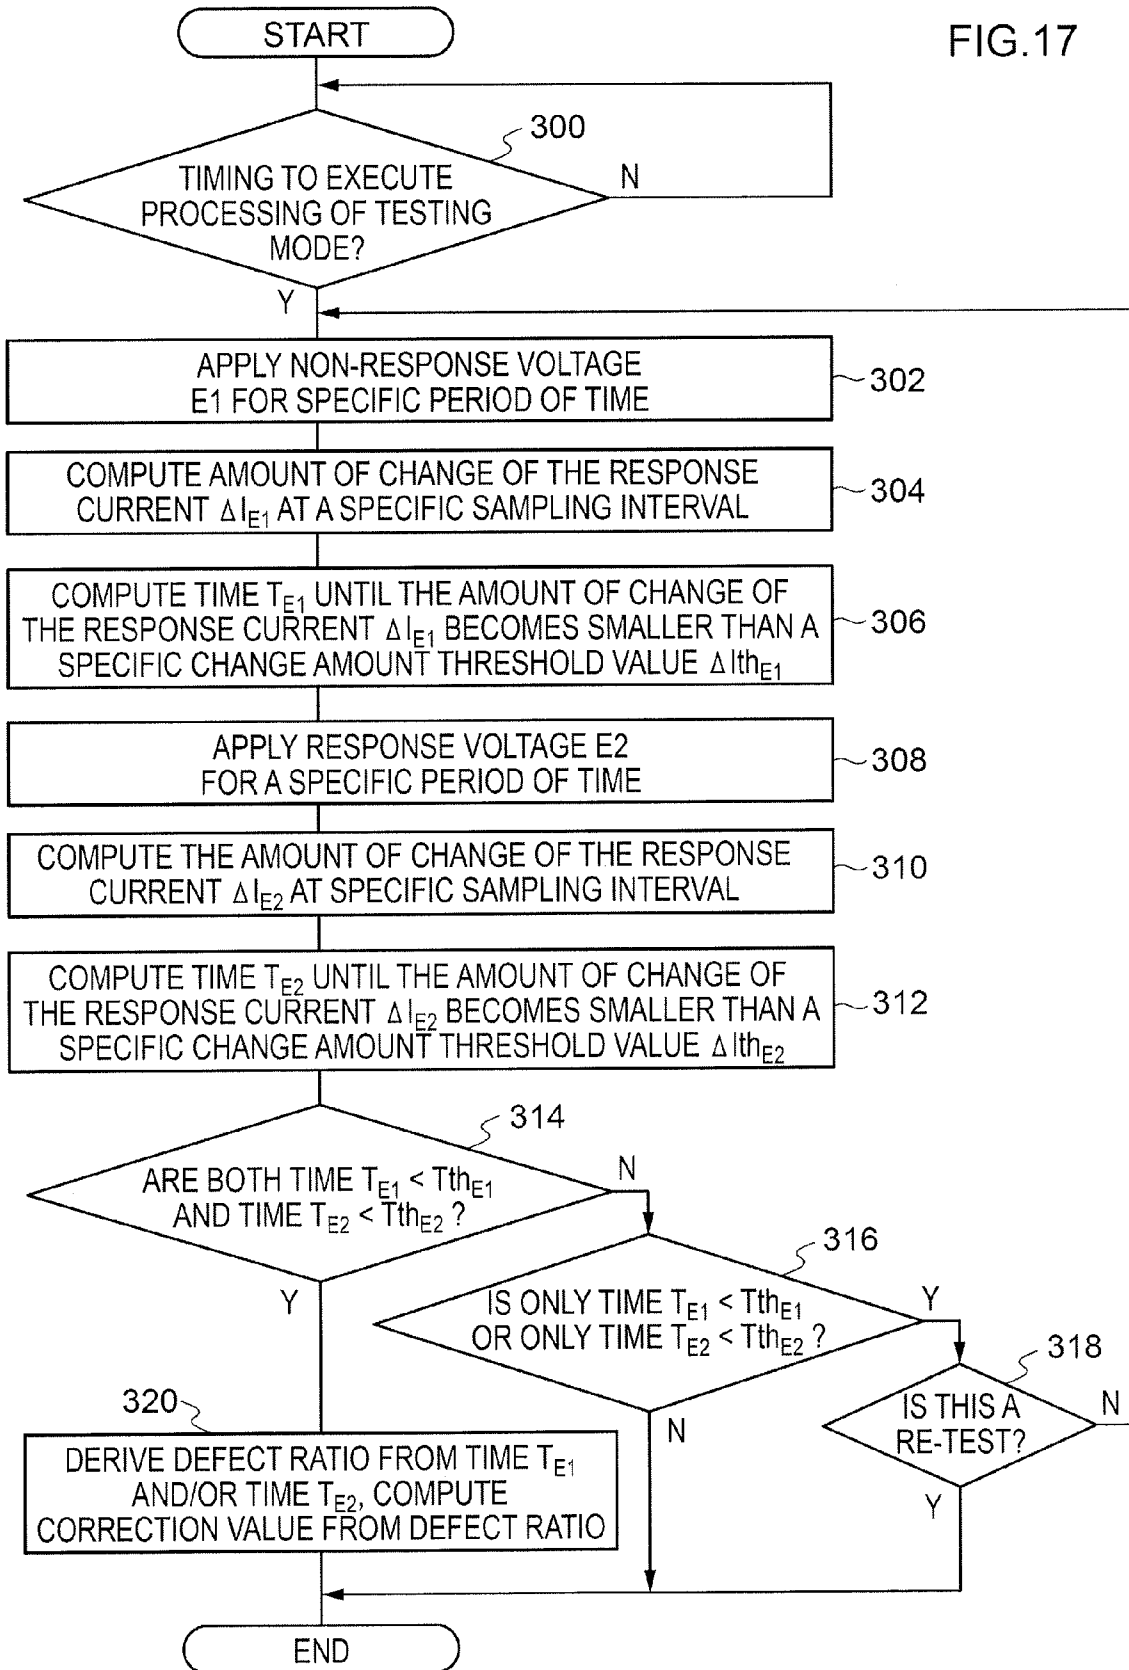 START
FIG.17
300
TIMING TO EXECUTE
PROCESSING OF TESTING
MODE?
N
Y
APPLY NON-RESPONSE VOLTAGE
E1 FOR SPECIFIC PERIOD OF TIME
302
COMPUTE AMOUNT OF CHANGE OF THE RESPONSE
CURRENT ΔI_E1 AT A SPECIFIC SAMPLING INTERVAL
304
COMPUTE TIME T_E1 UNTIL THE AMOUNT OF CHANGE OF
THE RESPONSE CURRENT ΔI_E1 BECOMES SMALLER THAN A
SPECIFIC CHANGE AMOUNT THRESHOLD VALUE ΔIth_E1
306
APPLY RESPONSE VOLTAGE E2
FOR A SPECIFIC PERIOD OF TIME
308
COMPUTE THE AMOUNT OF CHANGE OF THE RESPONSE
CURRENT ΔI_E2 AT SPECIFIC SAMPLING INTERVAL
310
COMPUTE TIME T_E2 UNTIL THE AMOUNT OF CHANGE OF
THE RESPONSE CURRENT ΔI_E2 BECOMES SMALLER THAN A
SPECIFIC CHANGE AMOUNT THRESHOLD VALUE ΔIth_E2
312
314
ARE BOTH TIME T_E1 < Tth_E1
AND TIME T_E2 < Tth_E2 ?
N
Y
316
IS ONLY TIME T_E1 < Tth_E1
OR ONLY TIME T_E2 < Tth_E2 ?
Y
N
318
IS THIS A
RE-TEST?
N
Y
320
DERIVE DEFECT RATIO FROM TIME T_E1
AND/OR TIME T_E2, COMPUTE
CORRECTION VALUE FROM DEFECT RATIO
END